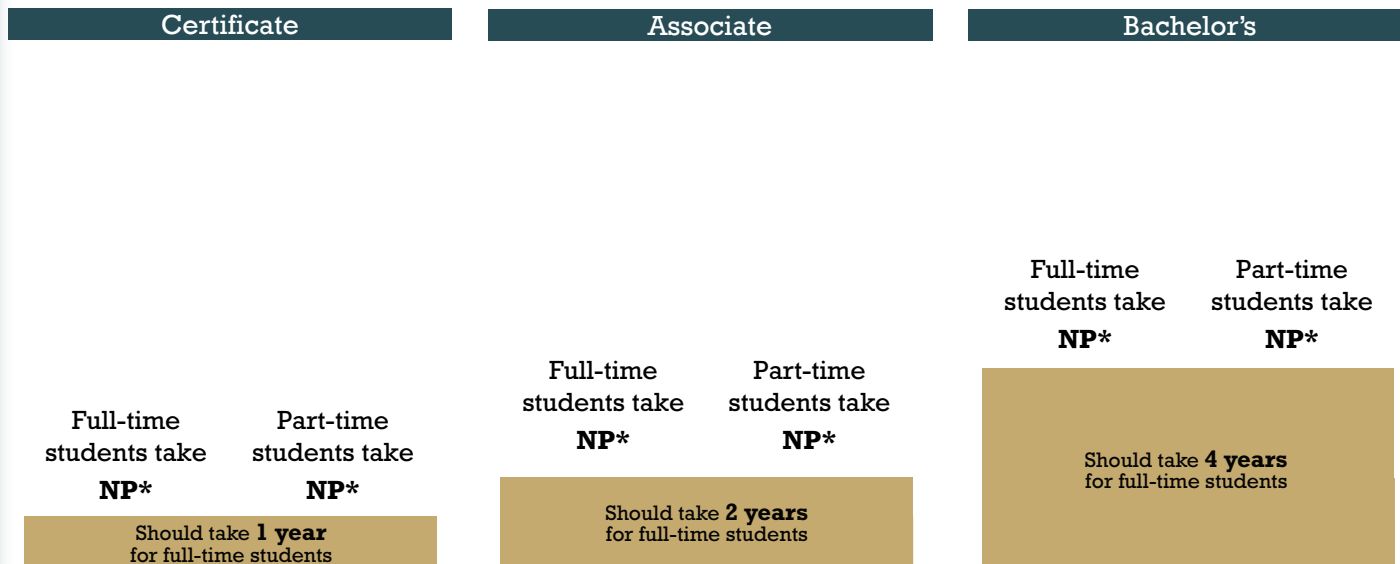 Certificate
Full-time
students take
NP*
Part-time
students take
NP*
Should take 1 year
for full-time students
Associate
Full-time
students take
NP*
Part-time
students take
NP*
Should take 2 years
for full-time students
Bachelor's
Full-time
students take
NP*
Part-time
students take
NP*
Should take 4 years
for full-time students